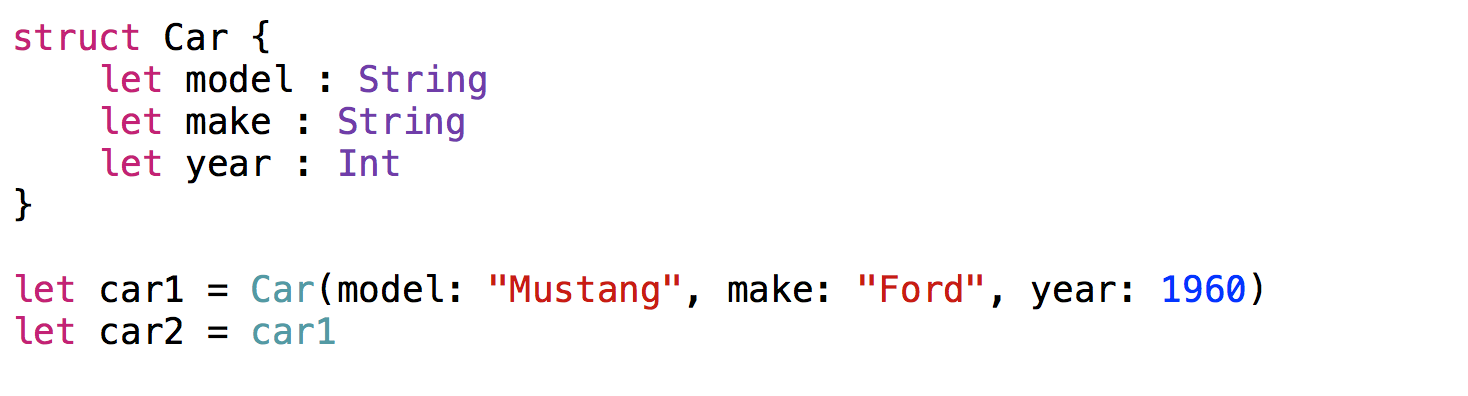 struct Car {
    let model : String
    let make : String
    let year : Int
}
let car1 = Car(model: "Mustang", make: "Ford", year: 1960)
let car2 = car1